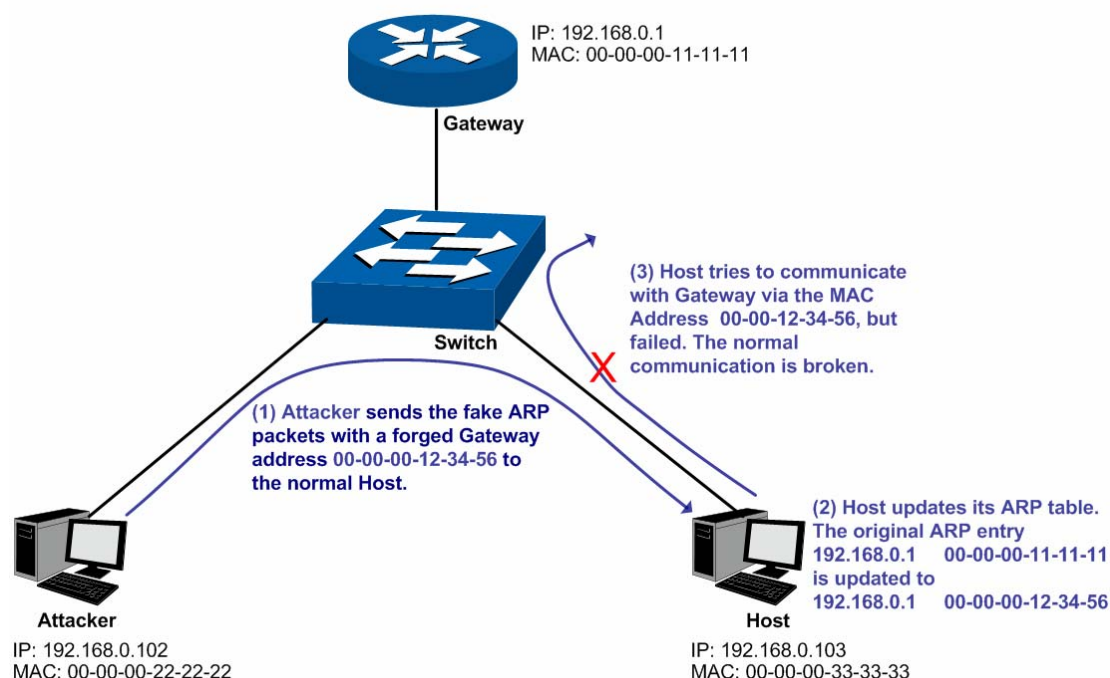 IP: 192.168.0.1
MAC: 00-00-00-11-11-11
Gateway
Switch
(3) Host tries to communicate
with Gateway via the MAC
Address 00-00-12-34-56, but
failed. The normal
communication is broken.
X
(1) Attacker sends the fake ARP
packets with a forged Gateway
address 00-00-00-12-34-56 to
the normal Host.
(2) Host updates its ARP table.
The original ARP entry
192.168.0.1 00-00-00-11-11-11
is updated to
192.168.0.1 00-00-00-12-34-56
Attacker
IP: 192.168.0.102
MAC: 00-00-00-22-22-22
Host
IP: 192.168.0.103
MAC: 00-00-00-33-33-33